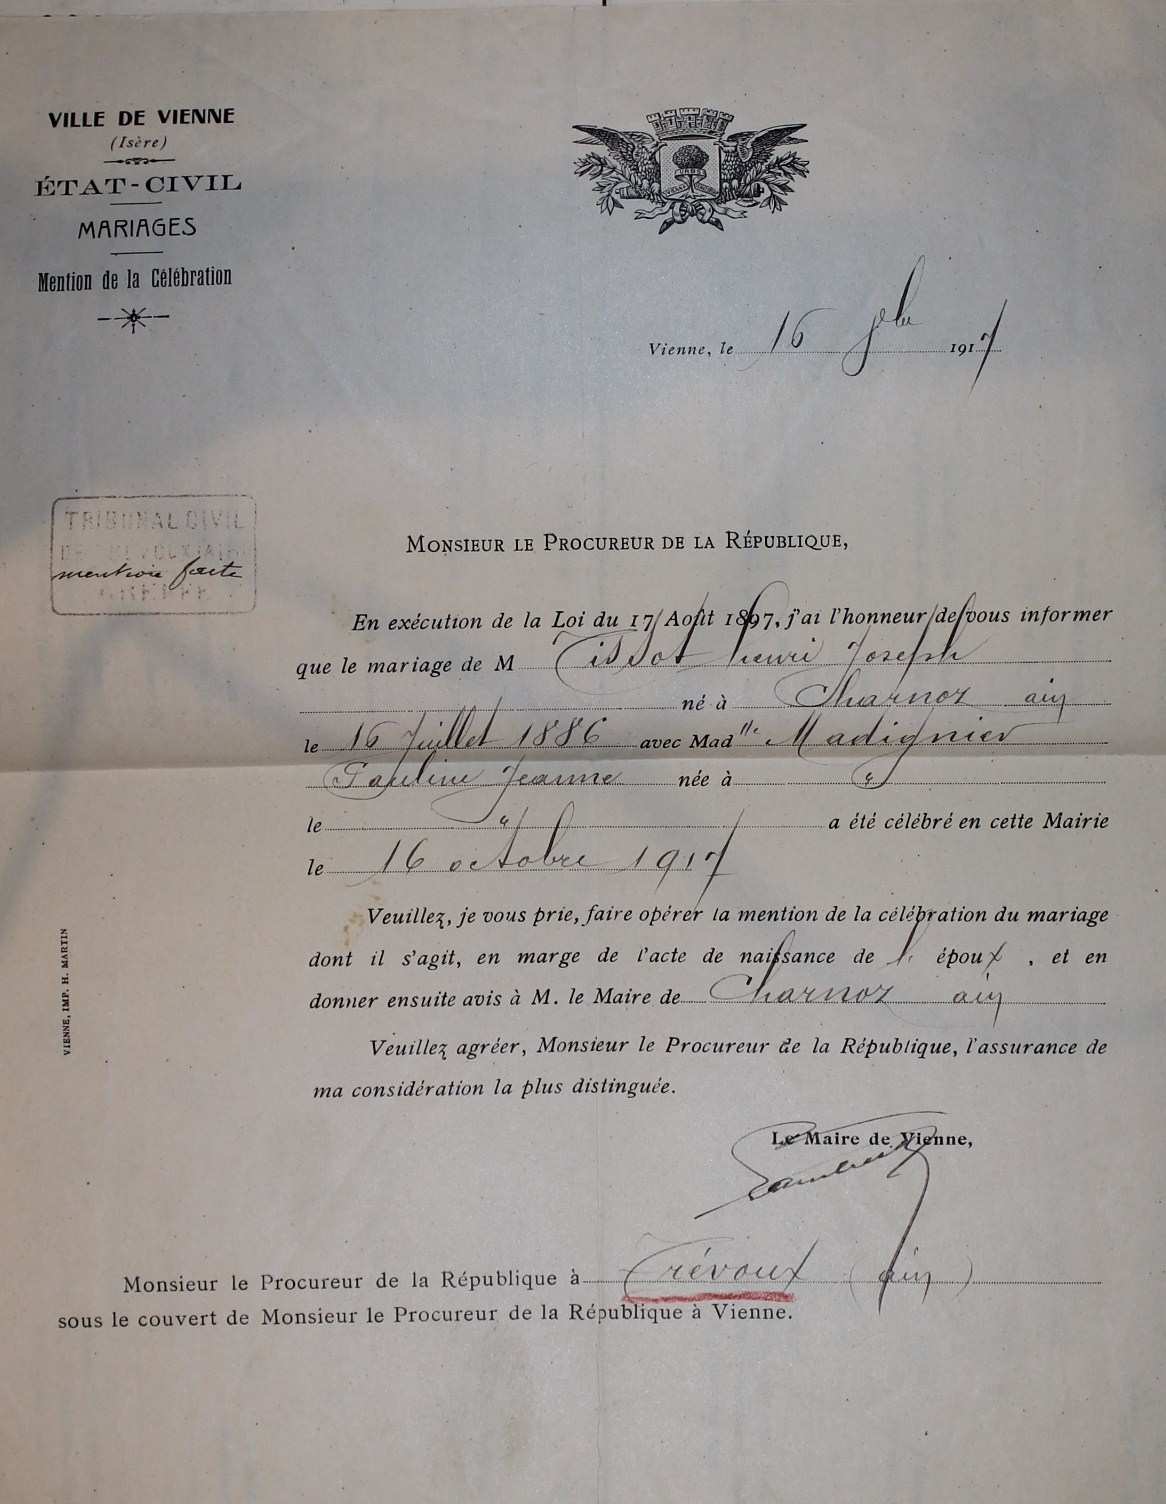 VILLE DE VIENNE
(Isère)
ÉTAT-CIVIL
MARIAGES
Mention de la Célébration
Vienne, le 16 1917
TRIBUNAL CIVIL
mention faite
GREFFE
MONSIEUR LE PROCUREUR DE LA RÉPUBLIQUE,
En exécution de la Loi du 17 Août 1897, j'ai l'honneur de vous informer
que le mariage de M Tissot henri Joseph
né à Charnoz ain
le 16 Juillet 1886 avec Mad lle Madignier
Pauline Jeanne née à "
le " a été célébré en cette Mairie
le 16 octobre 1917
Veuillez, je vous prie, faire opérer la mention de la célébration du mariage
dont il s'agit, en marge de l'acte de naissance de l' époux, et en
donner ensuite avis à M. le Maire de Charnoz ain
Veuillez agréer, Monsieur le Procureur de la République, l'assurance de
ma considération la plus distinguée.
Le Maire de Vienne,
Monsieur le Procureur de la République à Trévoux (ain)
sous le couvert de Monsieur le Procureur de la République à Vienne.
VIENNE, IMP. H. MARTIN